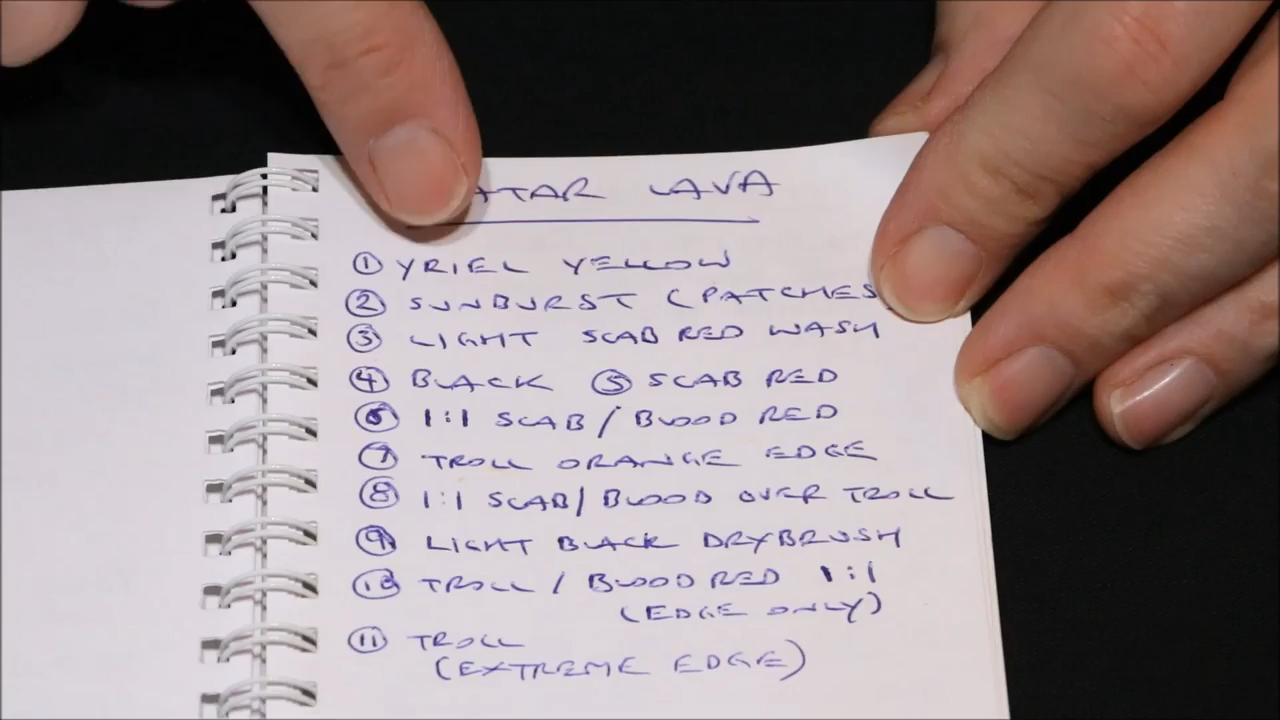 ATAR LAVA
① YRIEL YELLOW
② SUNBURST (PATCHES
③ LIGHT SCAB RED WASH
④ BLACK ⑤ SCAB RED
⑥ 1:1 SCAB/BLOOD RED
⑦ TROLL ORANGE EDGE
⑧ 1:1 SCAB/BLOOD OVER TROLL
⑨ LIGHT BLACK DRYBRUSH
⑩ TROLL/BLOOD RED 1:1
(EDGE ONLY)
⑪ TROLL
(EXTREME EDGE)